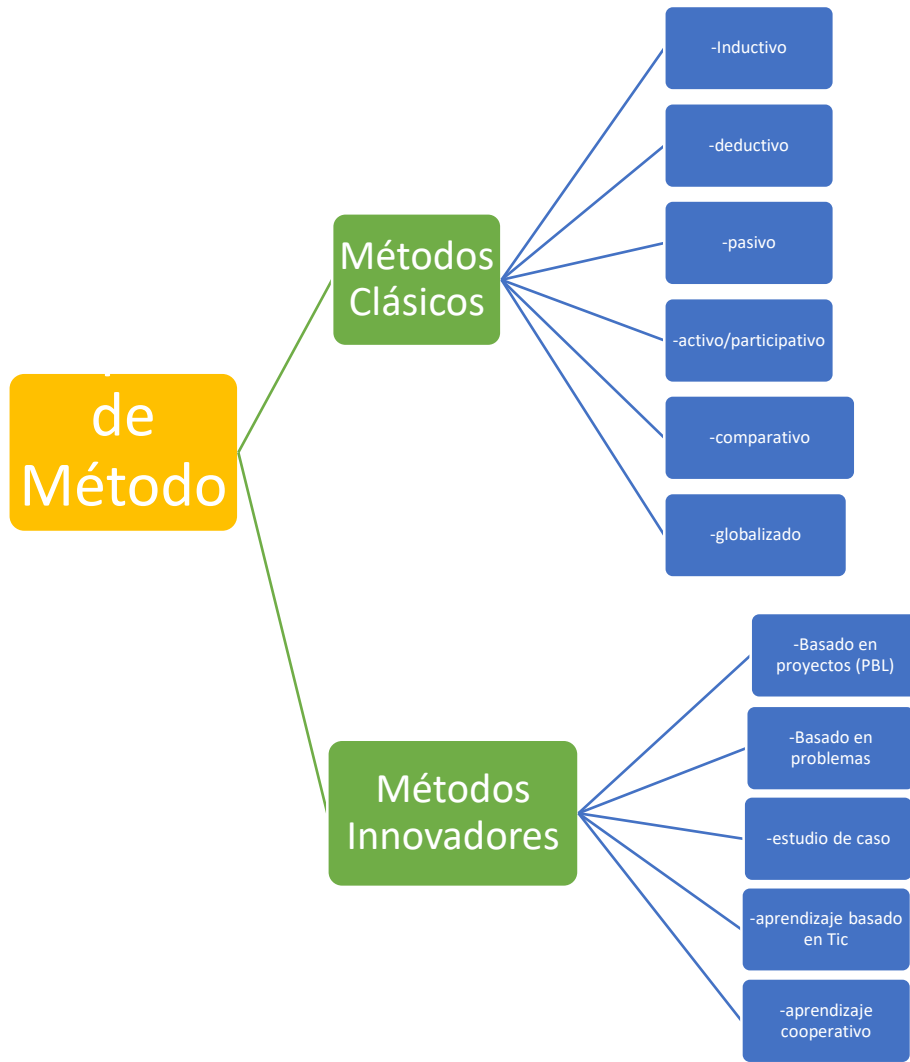 de
Método
Métodos
Clásicos
-Inductivo
-deductivo
-pasivo
-activo/participativo
-comparativo
-globalizado
Métodos
Innovadores
-Basado en
proyectos (PBL)
-Basado en
problemas
-estudio de caso
-aprendizaje basado
en Tic
-aprendizaje
cooperativo